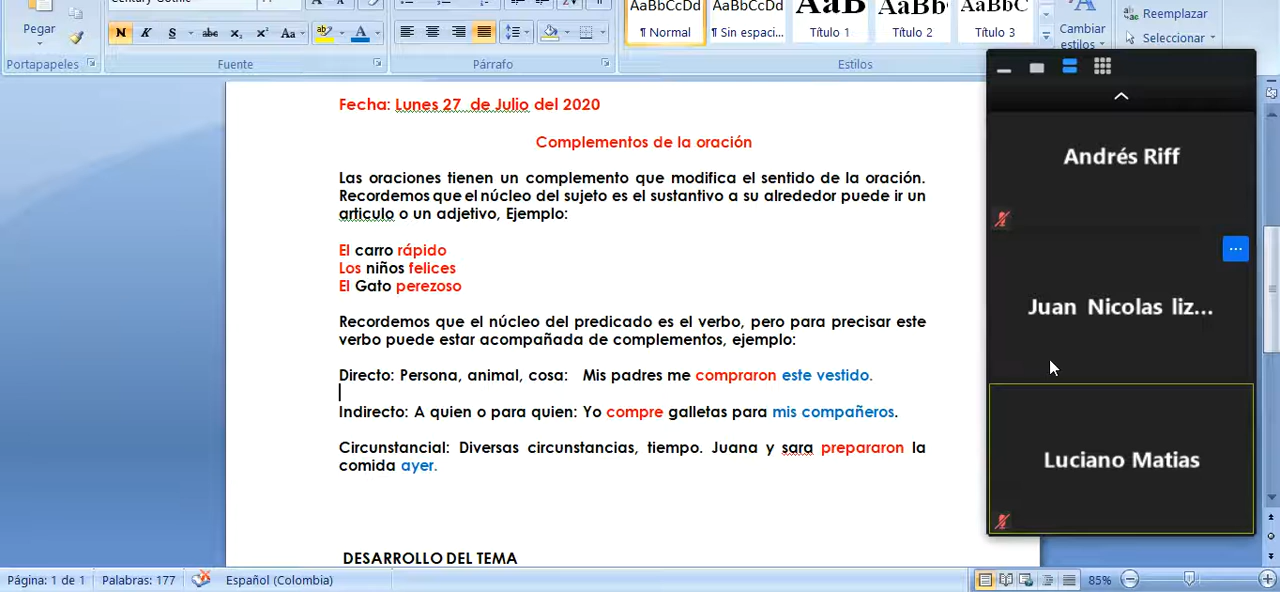 Pegar
N K S abc x₂ x² Aa
Portapapeles Fuente Párrafo Estilos
AaBbCcDd AaBbCcDd AaB AaBbC AaBbC
¶ Normal ¶ Sin espaci... Título 1 Título 2 Título 3
Cambiar
estilos
Reemplazar
Seleccionar
Fecha: Lunes 27 de Julio del 2020
Complementos de la oración
Las oraciones tienen un complemento que modifica el sentido de la oración.
Recordemos que el núcleo del sujeto es el sustantivo a su alrededor puede ir un
articulo o un adjetivo, Ejemplo:
El carro rápido
Los niños felices
El Gato perezoso
Recordemos que el núcleo del predicado es el verbo, pero para precisar este
verbo puede estar acompañada de complementos, ejemplo:
Directo: Persona, animal, cosa: Mis padres me compraron este vestido.
Indirecto: A quien o para quien: Yo compre galletas para mis compañeros.
Circunstancial: Diversas circunstancias, tiempo. Juana y sara prepararon la
comida ayer.
DESARROLLO DEL TEMA
Andrés Riff
Juan Nicolas liz...
Luciano Matias
Página: 1 de 1 Palabras: 177 Español (Colombia) 85%